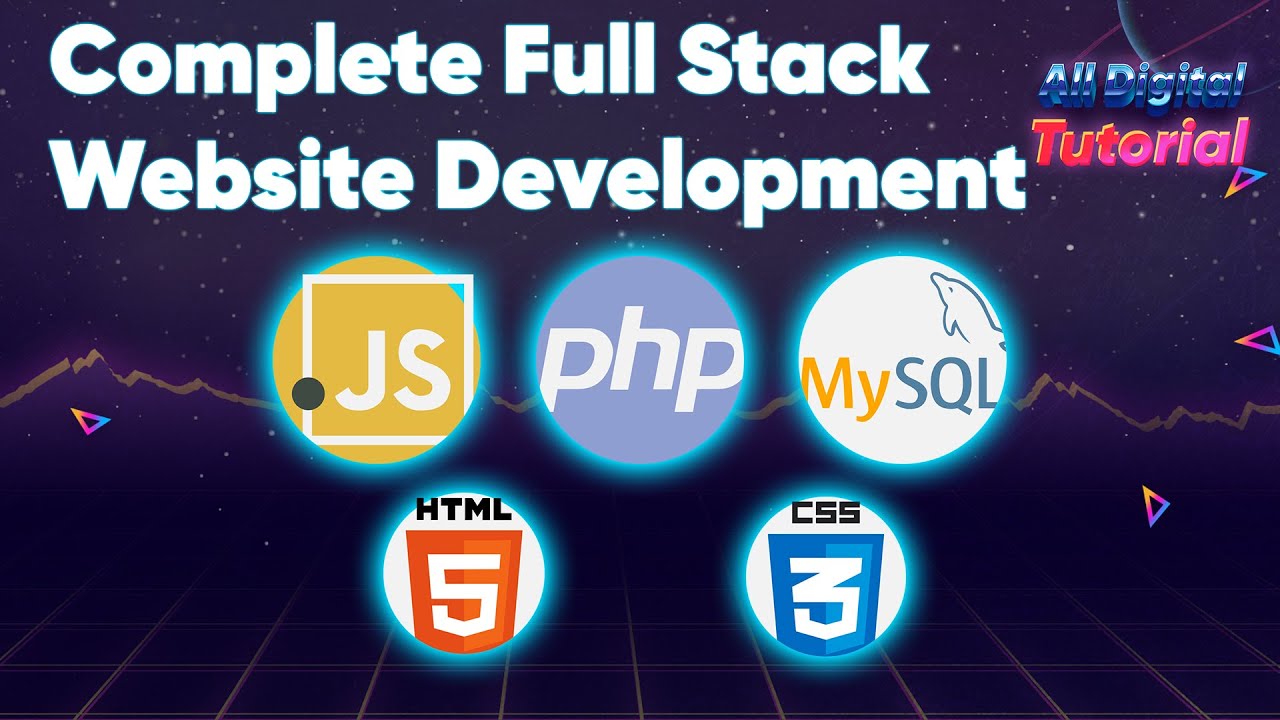 Complete Full Stack
Website Development
All Digital
Tutorial
JS
php
MySQL
HTML
5
CSS
3